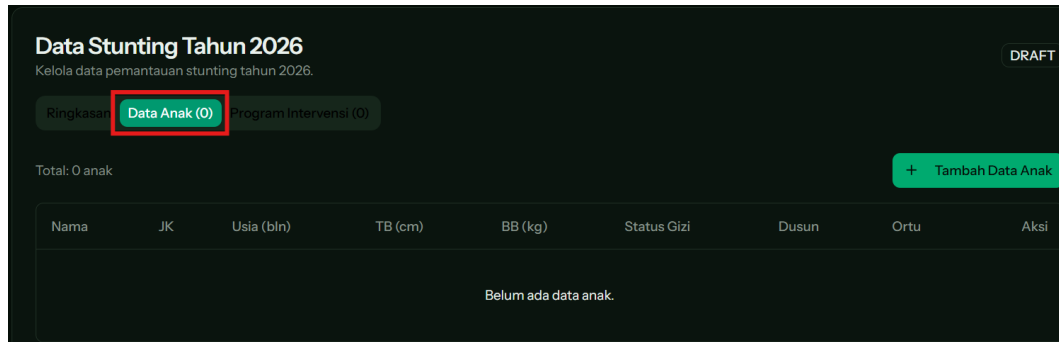 Data Stunting Tahun 2026
Kelola data pemantauan stunting tahun 2026.
DRAFT
Ringkasan Data Anak (0) Program Intervensi (0)
Total: 0 anak
+ Tambah Data Anak
Nama JK Usia (bln) TB (cm) BB (kg) Status Gizi Dusun Ortu Aksi
Belum ada data anak.